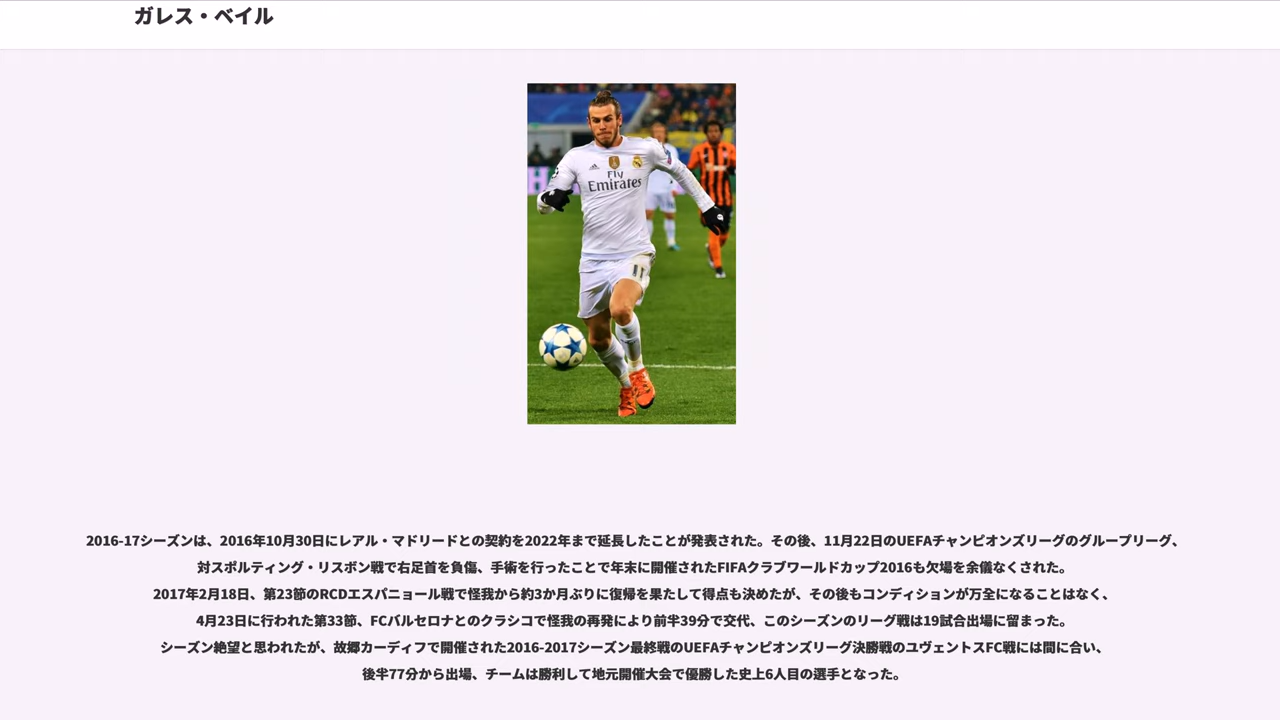 ガレス・ベイル
Fly
Emirates
11
2016-17シーズンは、2016年10月30日にレアル・マドリードとの契約を2022年まで延長したことが発表された。その後、11月22日のUEFAチャンピオンズリーグのグループリーグ、
対スポルティング・リスボン戦で右足首を負傷、手術を行ったことで年末に開催されたFIFAクラブワールドカップ2016も欠場を余儀なくされた。
2017年2月18日、第23節のRCDエスパニョール戦で怪我から約3か月ぶりに復帰を果たして得点も決めたが、その後もコンディションが万全になることはなく、
4月23日に行われた第33節、FCバルセロナとのクラシコで怪我の再発により前半39分で交代、このシーズンのリーグ戦は19試合出場に留まった。
シーズン絶望と思われたが、故郷カーディフで開催された2016-2017シーズン最終戦のUEFAチャンピオンズリーグ決勝戦のユヴェントスFC戦には間に合い、
後半77分から出場、チームは勝利して地元開催大会で優勝した史上6人目の選手となった。